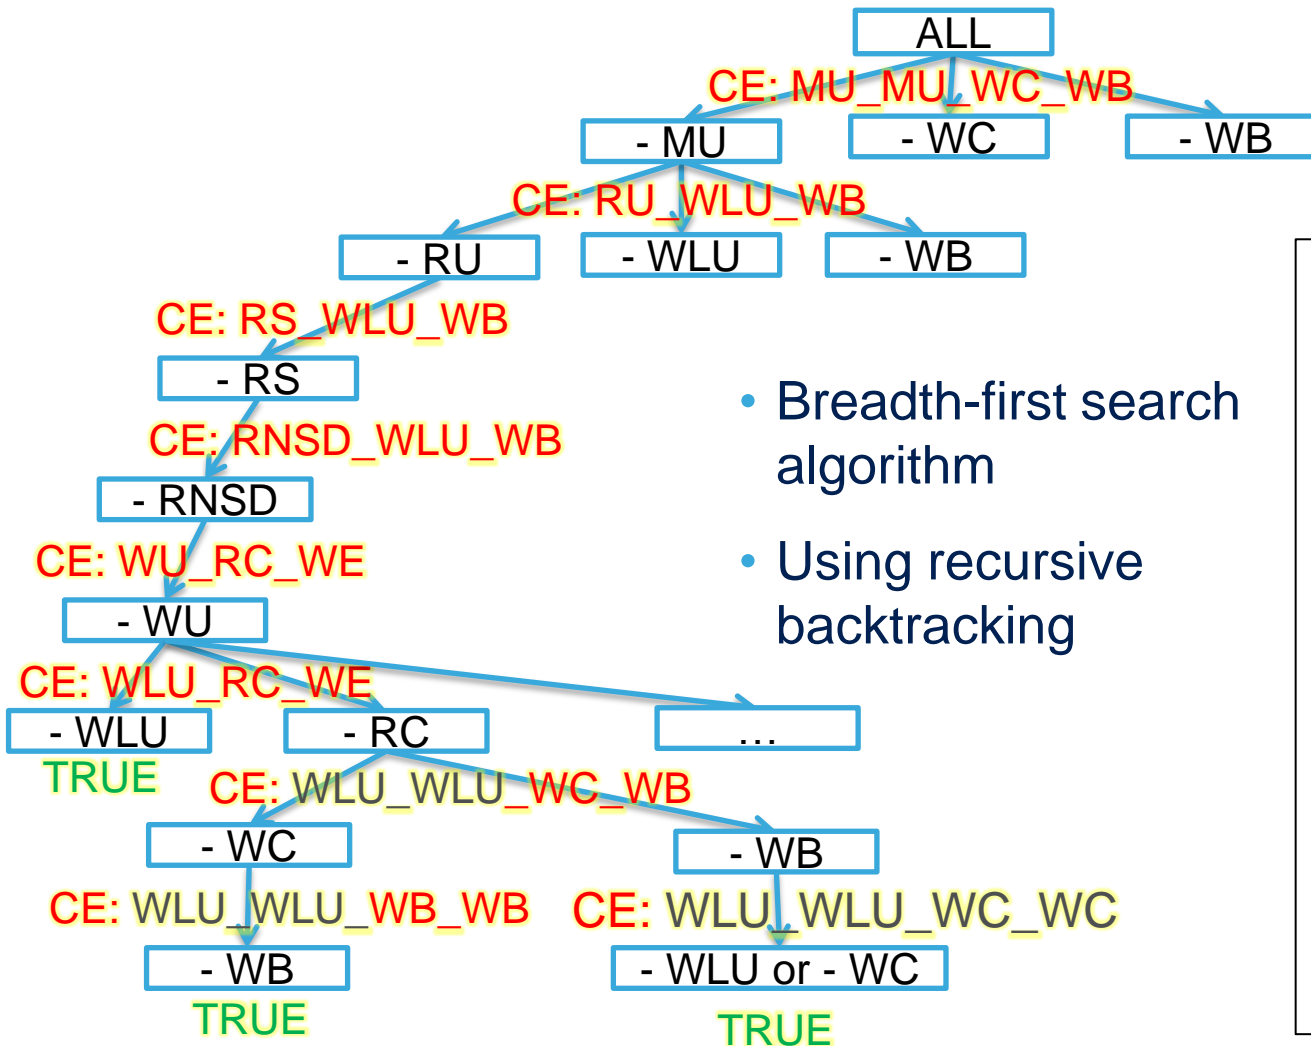 ALL
CE: MU_MU_WC_WB
- MU
- WC
- WB
CE: RU_WLU_WB
- RU
- WLU
- WB
CE: RS_WLU_WB
- RS
CE: RNSD_WLU_WB
- RNSD
CE: WU_RC_WE
- WU
CE: WLU_RC_WE
- WLU
- RC
...
TRUE
CE: WLU_WLU_WC_WB
- WC
- WB
CE: WLU_WLU_WB_WB
CE: WLU_WLU_WC_WC
- WB
- WLU or - WC
TRUE
TRUE
• Breadth-first search
algorithm
• Using recursive
backtracking